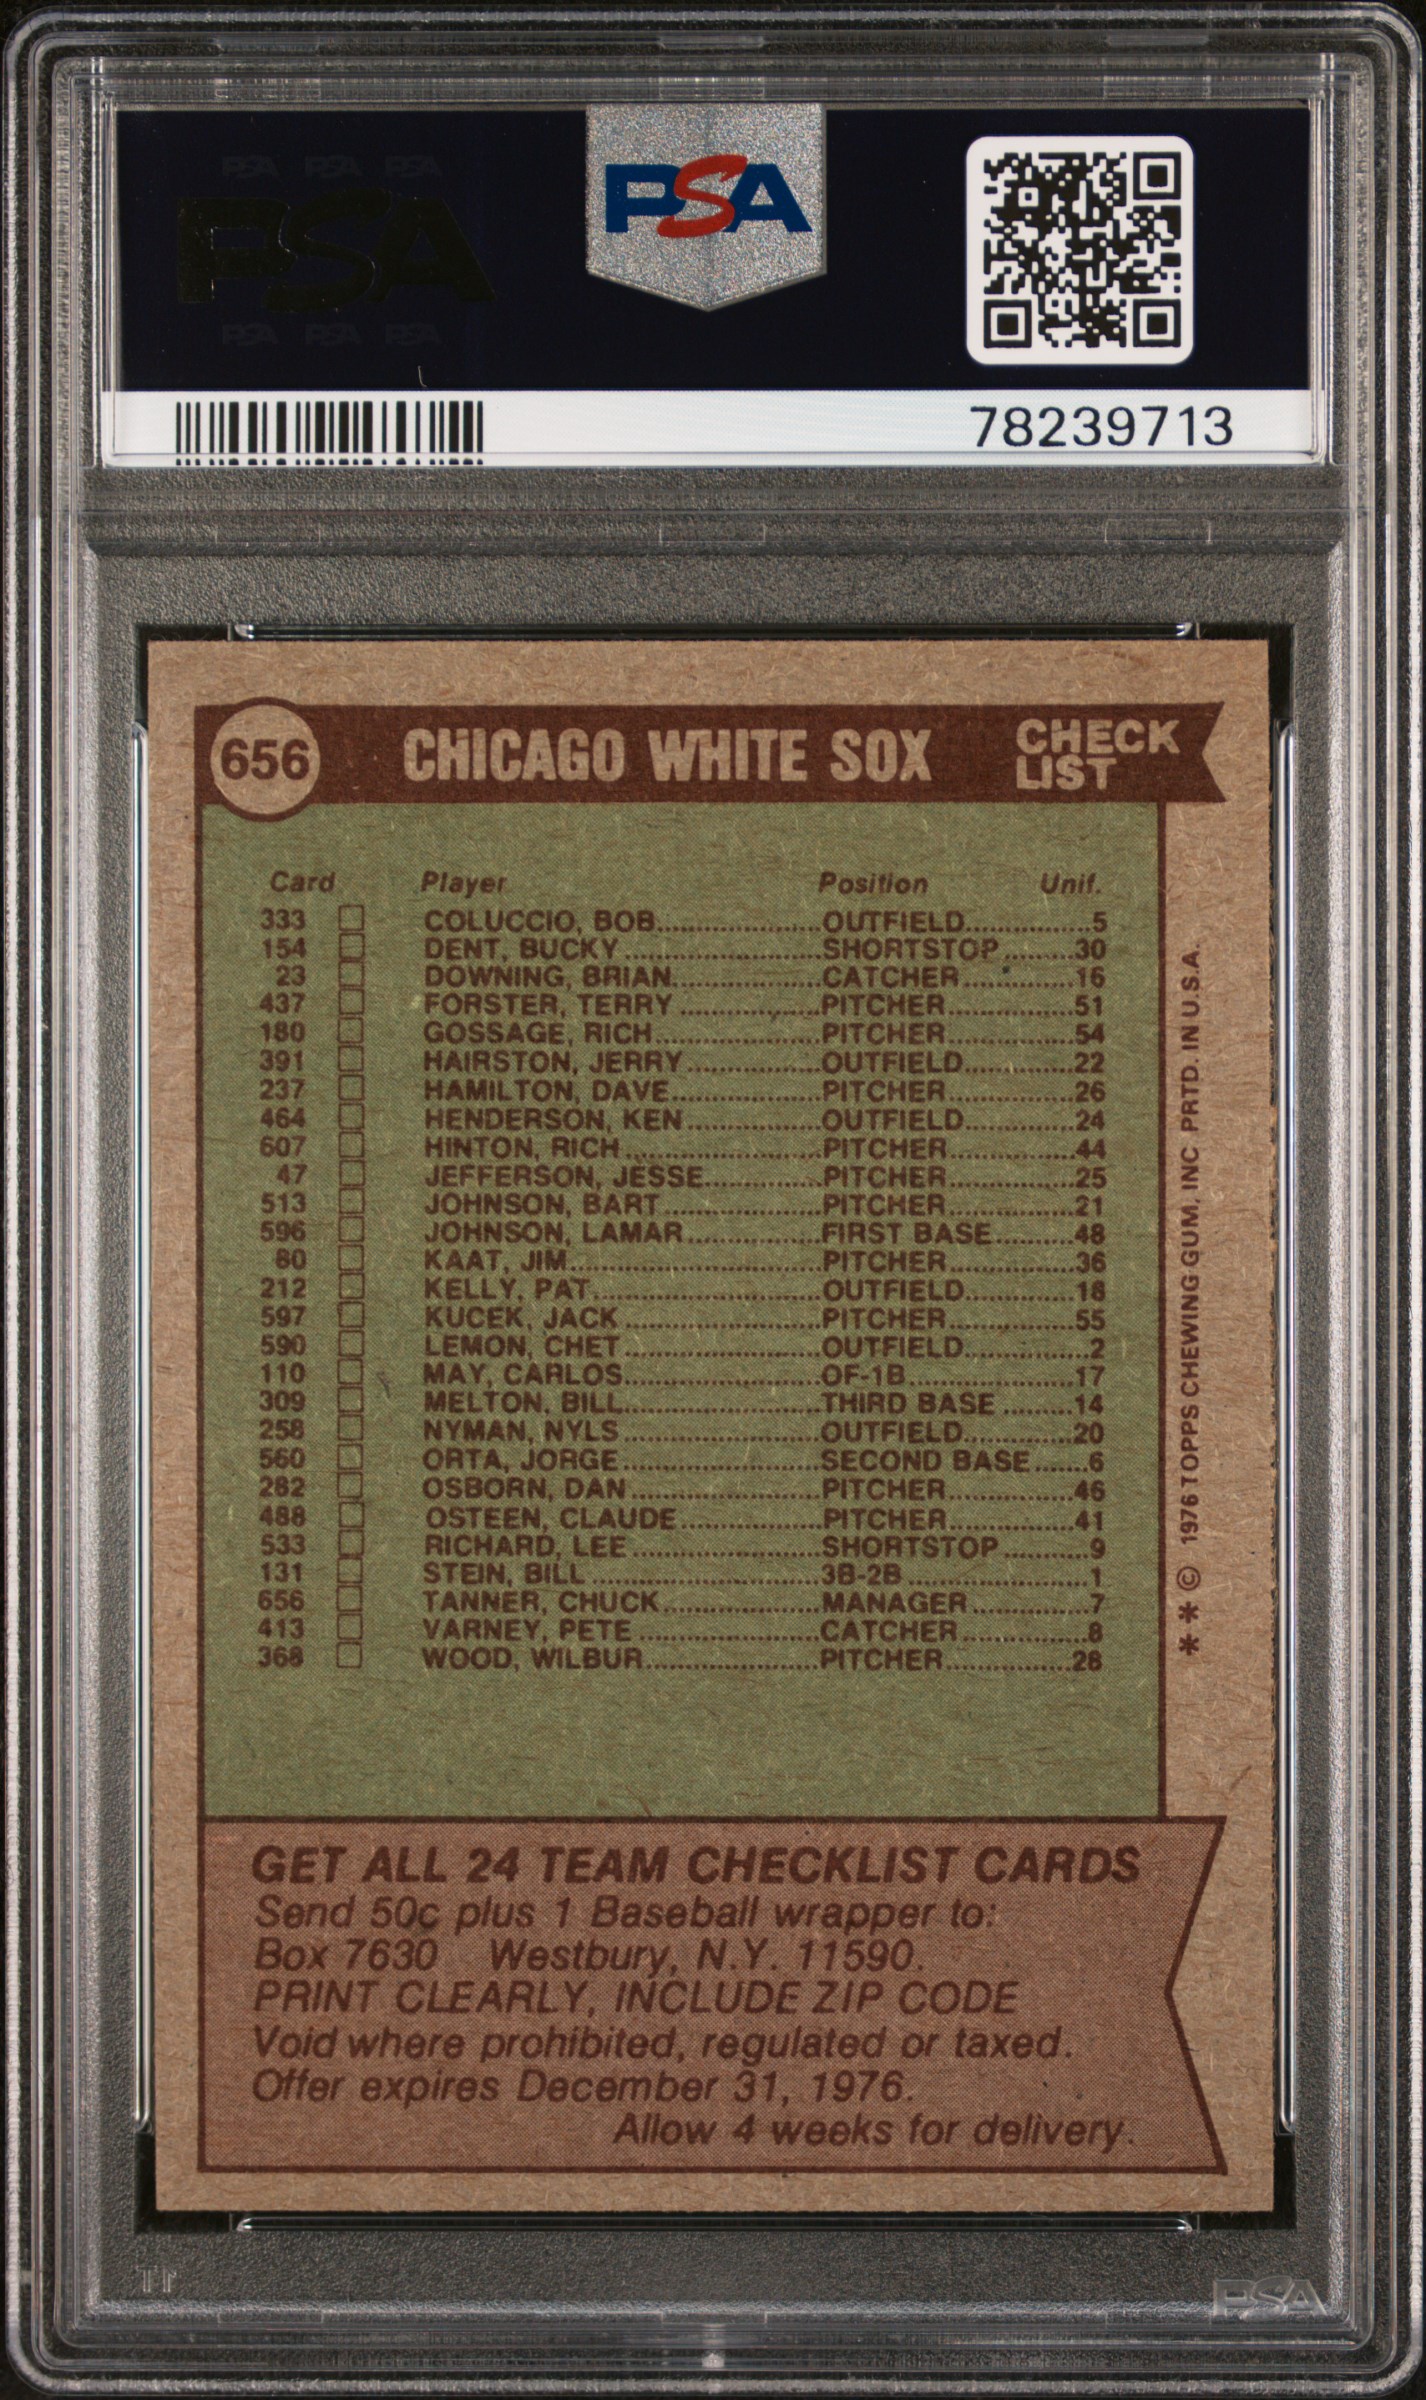 PSA PSA PSA
PSA
PSA PSA PSA
PSA
78239713
656 CHICAGO WHITE SOX CHECK LIST
Card Player Position Unif.
333 COLUCCIO, BOB OUTFIELD 5
154 DENT, BUCKY SHORTSTOP 30
23 DOWNING, BRIAN CATCHER 16
437 FORSTER, TERRY PITCHER 51
180 GOSSAGE, RICH PITCHER 54
391 HAIRSTON, JERRY OUTFIELD 22
237 HAMILTON, DAVE PITCHER 26
464 HENDERSON, KEN OUTFIELD 24
607 HINTON, RICH PITCHER 44
47 JEFFERSON, JESSE PITCHER 25
513 JOHNSON, BART PITCHER 21
596 JOHNSON, LAMAR FIRST BASE 48
80 KAAT, JIM PITCHER 36
212 KELLY, PAT OUTFIELD 18
597 KUCEK, JACK PITCHER 55
590 LEMON, CHET OUTFIELD 2
110 MAY, CARLOS OF-1B 17
309 MELTON, BILL THIRD BASE 14
258 NYMAN, NYLS OUTFIELD 20
560 ORTA, JORGE SECOND BASE 6
282 OSBORN, DAN PITCHER 46
488 OSTEEN, CLAUDE PITCHER 41
533 RICHARD, LEE SHORTSTOP 9
131 STEIN, BILL 3B-2B 1
656 TANNER, CHUCK MANAGER 7
413 VARNEY, PETE CATCHER 8
368 WOOD, WILBUR PITCHER 28
** © 1976 TOPPS CHEWING GUM, INC PRTD. IN U.S.A.
GET ALL 24 TEAM CHECKLIST CARDS
Send 50c plus 1 Baseball wrapper to:
Box 7630 Westbury, N.Y. 11590.
PRINT CLEARLY, INCLUDE ZIP CODE
Void where prohibited, regulated or taxed.
Offer expires December 31, 1976.
Allow 4 weeks for delivery.
PSA